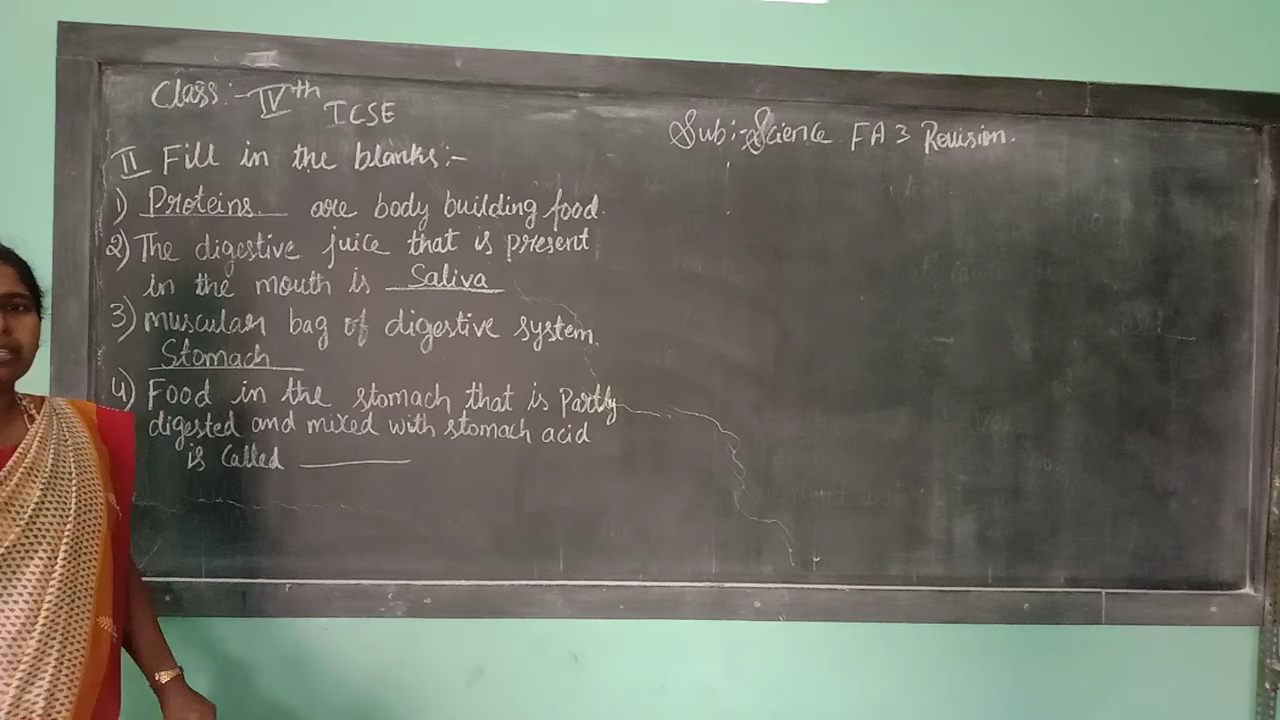 Class:- IVth
ICSE
Sub:- Science FA 3 Revision.
II Fill in the blanks:-
1) Proteins are body building food.
2) The digestive juice that is present
in the mouth is Saliva
3) muscular bag of digestive system.
Stomach
4) Food in the stomach that is Partly
digested and mixed with stomach acid
is called ______